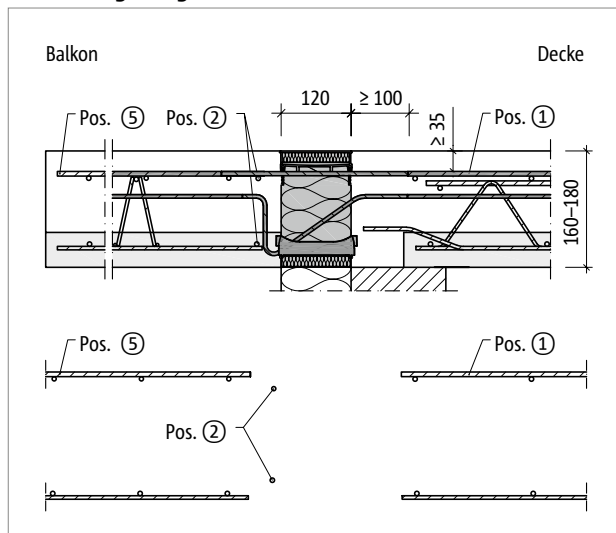 Balkon
Decke
120
≥ 100
Pos. ⑤
Pos. ②
≥ 35
Pos. ①
160–180
Pos. ⑤
Pos. ①
Pos. ②